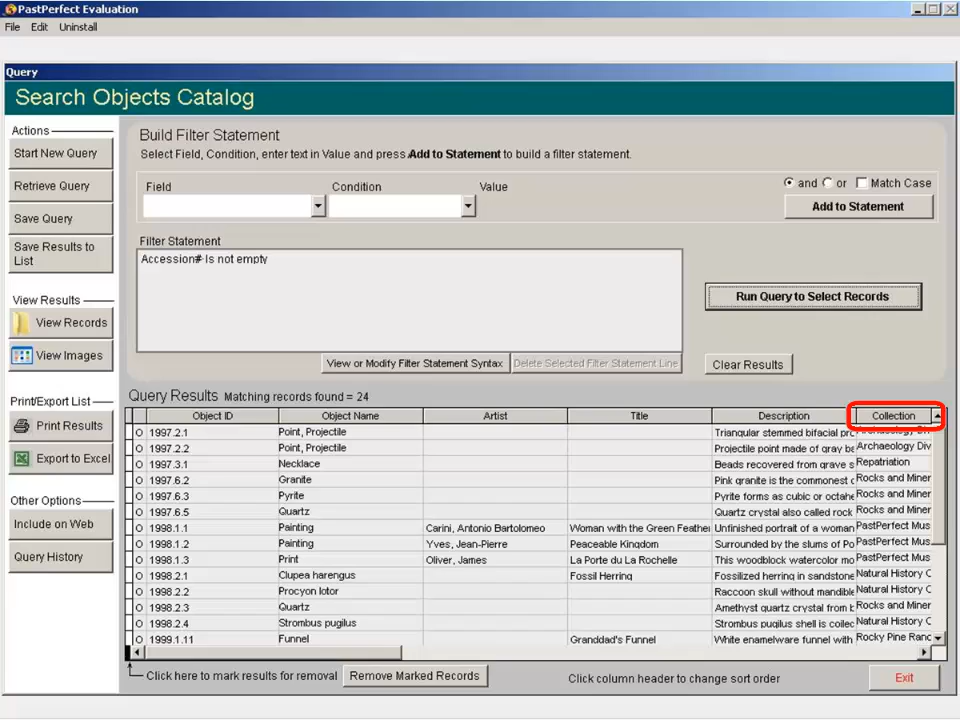 PastPerfect Evaluation
File Edit Uninstall
Query
Search Objects Catalog
Actions
Start New Query
Retrieve Query
Save Query
Save Results to
List
View Results
View Records
View Images
Print/Export List
Print Results
Export to Excel
Other Options
Include on Web
Query History
Build Filter Statement
Select Field, Condition, enter text in Value and press Add to Statement to build a filter statement.
Field Condition Value
and or Match Case
Add to Statement
Filter Statement
Accession# Is not empty
Run Query to Select Records
View or Modify Filter Statement Syntax Delete Selected Filter Statement Line
Clear Results
Query Results Matching records found = 24
Object ID Object Name Artist Title Description Collection
O 1997.2.1 Point, Projectile Triangular stemmed bifacial pro Archaeology Div
O 1997.2.2 Point, Projectile Projectile point made of gray ba Archaeology Div
O 1997.3.1 Necklace Beads recovered from grave s Repatriation
O 1997.6.2 Granite Pink granite is the commonest o Rocks and Miner
O 1997.6.3 Pyrite Pyrite forms as cubic or octahe Rocks and Miner
O 1997.6.5 Quartz Quartz crystal also called rock Rocks and Miner
O 1998.1.1 Painting Carini, Antonio Bartolomeo Woman with the Green Feather Unfinished portrait of a woman PastPerfect Mus
O 1998.1.2 Painting Yves, Jean-Pierre Peaceable Kingdom Surrounded by the slums of Po PastPerfect Mus
O 1998.1.3 Print Oliver, James La Porte du La Rochelle This woodblock watercolor mo PastPerfect Mus
O 1998.2.1 Clupea harengus Fossil Herring Fossilized herring in sandstone Natural History C
O 1998.2.2 Procyon lotor Raccoon skull without mandible Natural History C
O 1998.2.3 Quartz Amethyst quartz crystal from b Rocks and Miner
O 1998.2.4 Strombus pugilus Strombus pugilus shell is collec Natural History C
O 1999.1.11 Funnel Granddad's Funnel White enamelware funnel with Rocky Pine Ranc
Click here to mark results for removal Remove Marked Records Click column header to change sort order Exit